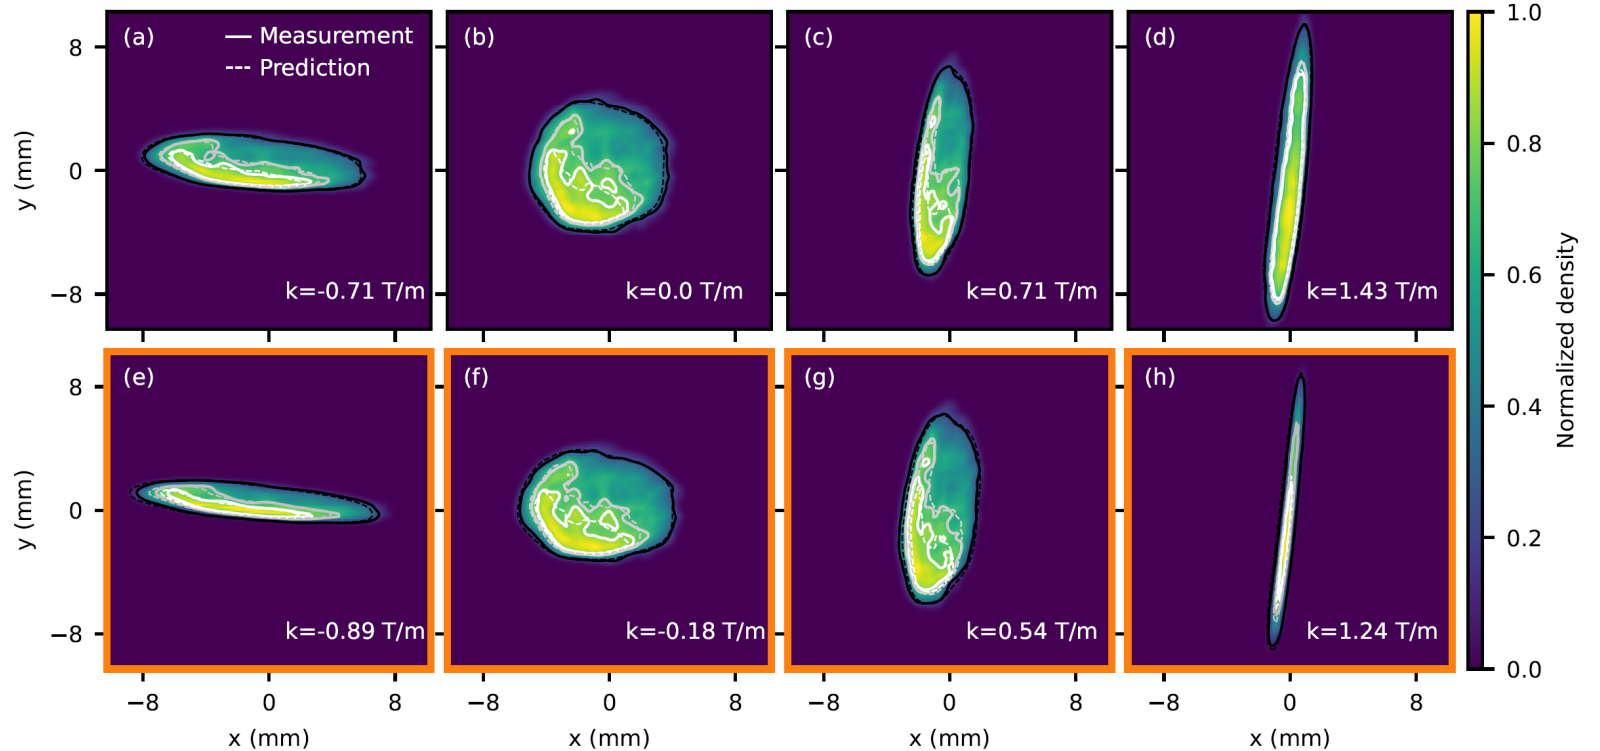 (a)
Measurement
Prediction
k=-0.71 T/m
(b)
k=0.0 T/m
(c)
k=0.71 T/m
(d)
k=1.43 T/m
8
0
−8
y (mm)
(e)
k=-0.89 T/m
(f)
k=-0.18 T/m
(g)
k=0.54 T/m
(h)
k=1.24 T/m
8
0
−8
y (mm)
−8 0 8
x (mm)
−8 0 8
x (mm)
−8 0 8
x (mm)
−8 0 8
x (mm)
1.0
0.8
0.6
0.4
0.2
0.0
Normalized density